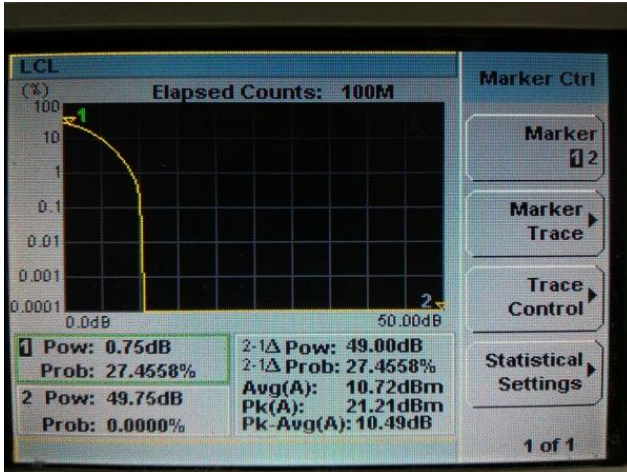 LCL
(%) Elapsed Counts: 100M
100
10
1
0.1
0.01
0.001
0.0001
1
2
0.0dB 50.00dB
1 Pow: 0.75dB
Prob: 27.4558%
2 Pow: 49.75dB
Prob: 0.0000%
2-1Δ Pow: 49.00dB
2-1Δ Prob: 27.4558%
Avg(A): 10.72dBm
Pk(A): 21.21dBm
Pk-Avg(A): 10.49dB
Marker Ctrl
Marker
1 2
Marker
Trace
Trace
Control
Statistical
Settings
1 of 1